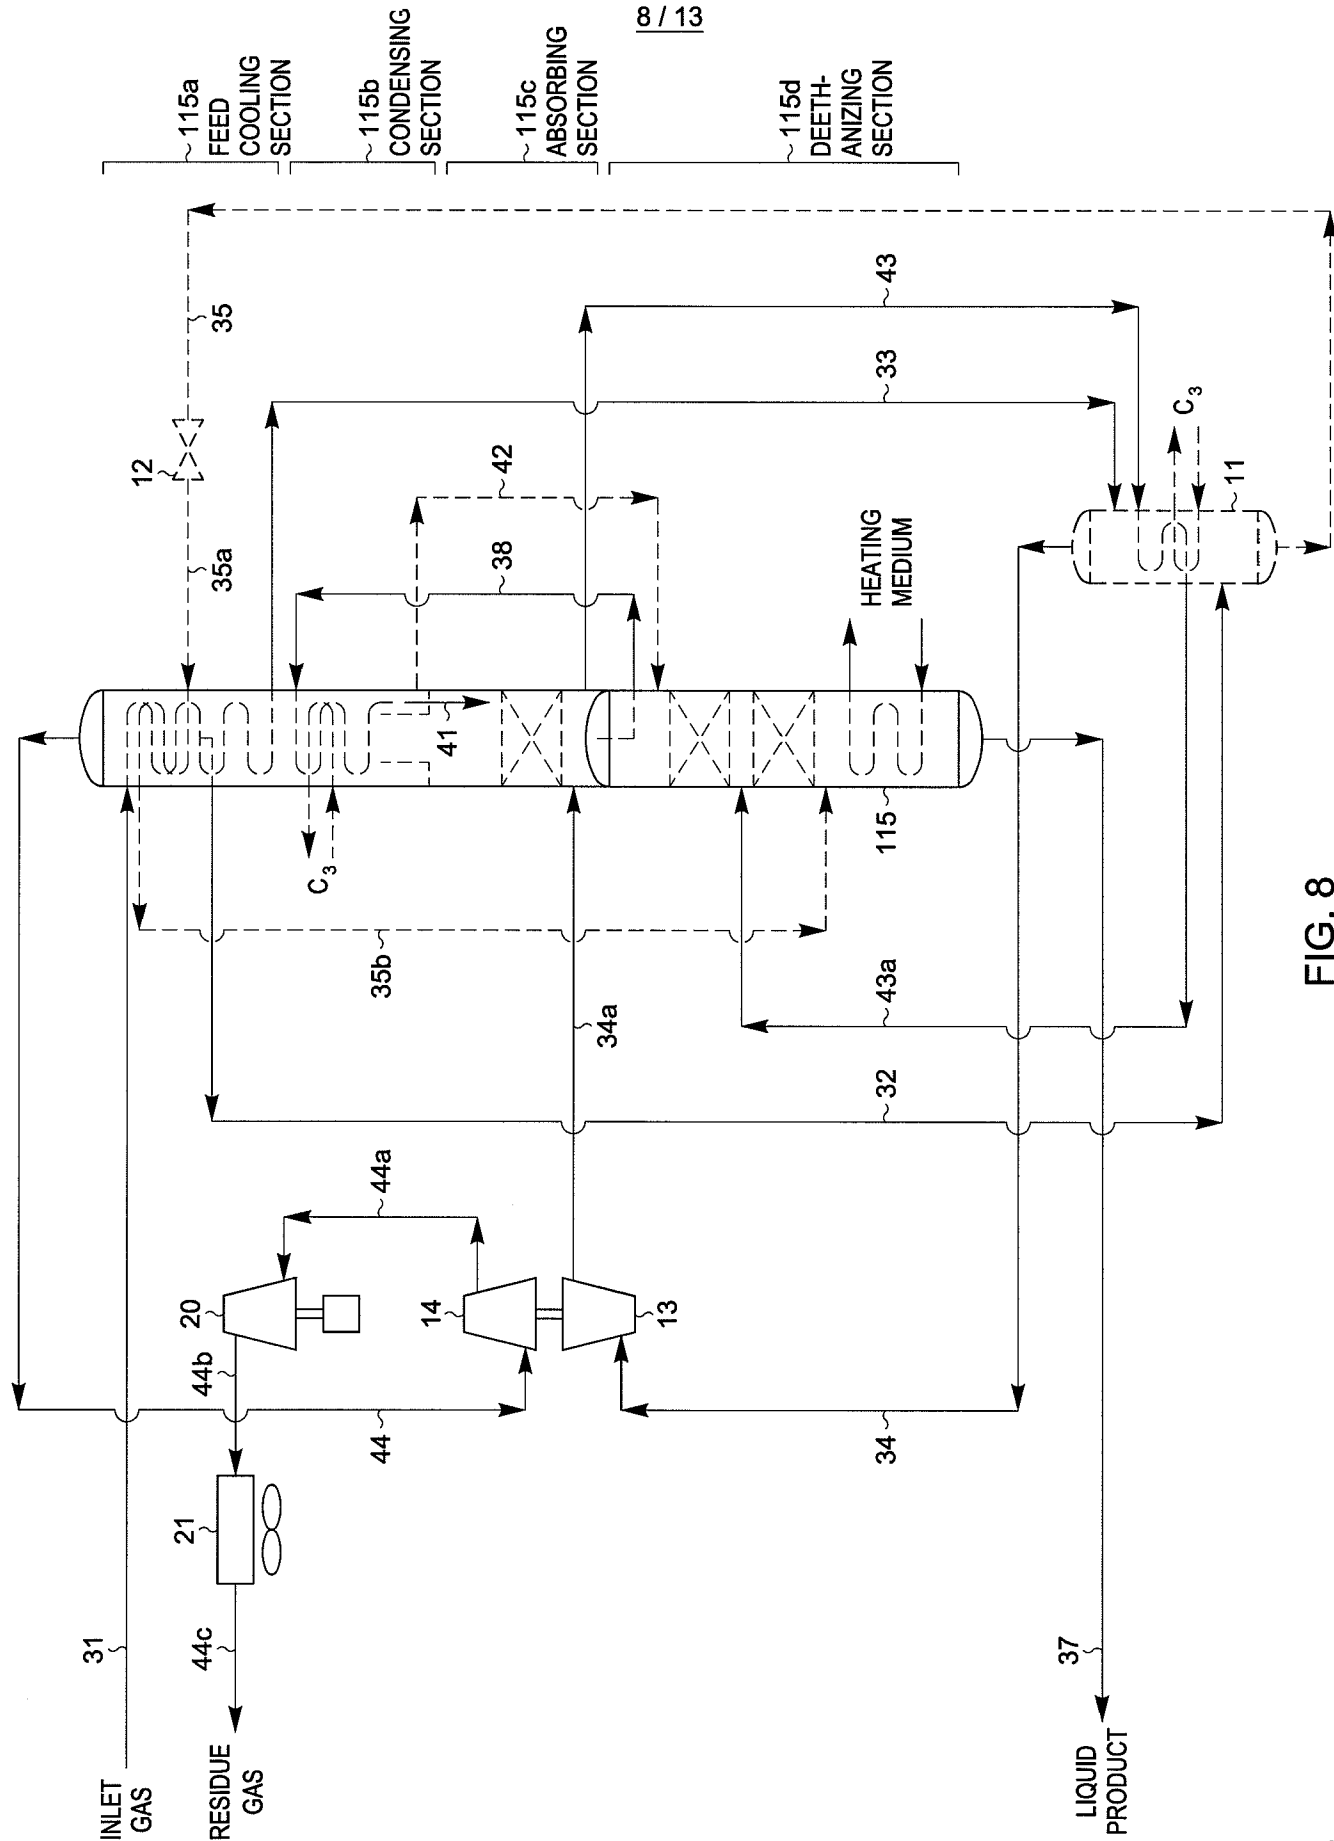 8 / 13
115a
FEED
COOLING
SECTION
115b
CONDENSING
SECTION
115c
ABSORBING
SECTION
115d
DEETH-
ANIZING
SECTION
35
12
35a
42
38
43
33
C3
11
HEATING
MEDIUM
41
115
C3
35b
34a
43a
32
44a
20
14
13
44b
44
34
21
31
44c
37
INLET
GAS
RESIDUE
GAS
LIQUID
PRODUCT
FIG. 8